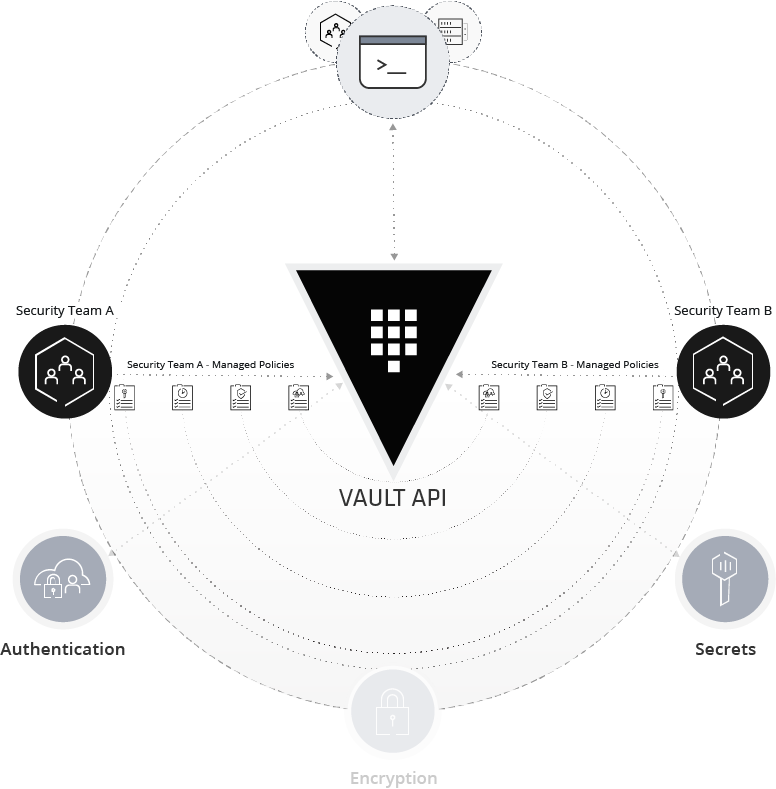 >_
Security Team A
Security Team B
Security Team A - Managed Policies
Security Team B - Managed Policies
VAULT API
Authentication
Secrets
Encryption